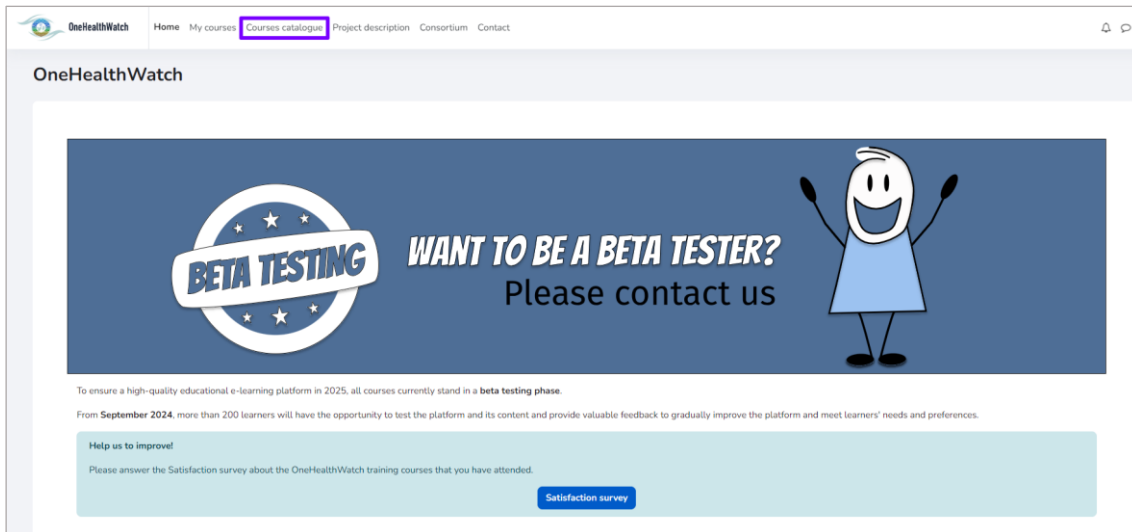 OneHealthWatch Home My courses Courses catalogue Project description Consortium Contact
OneHealthWatch
BETA TESTING
WANT TO BE A BETA TESTER?
Please contact us
To ensure a high-quality educational e-learning platform in 2025, all courses currently stand in a beta testing phase.
From September 2024, more than 200 learners will have the opportunity to test the platform and its content and provide valuable feedback to gradually improve the platform and meet learners' needs and preferences.
Help us to improve!
Please answer the Satisfaction survey about the OneHealthWatch training courses that you have attended.
Satisfaction survey